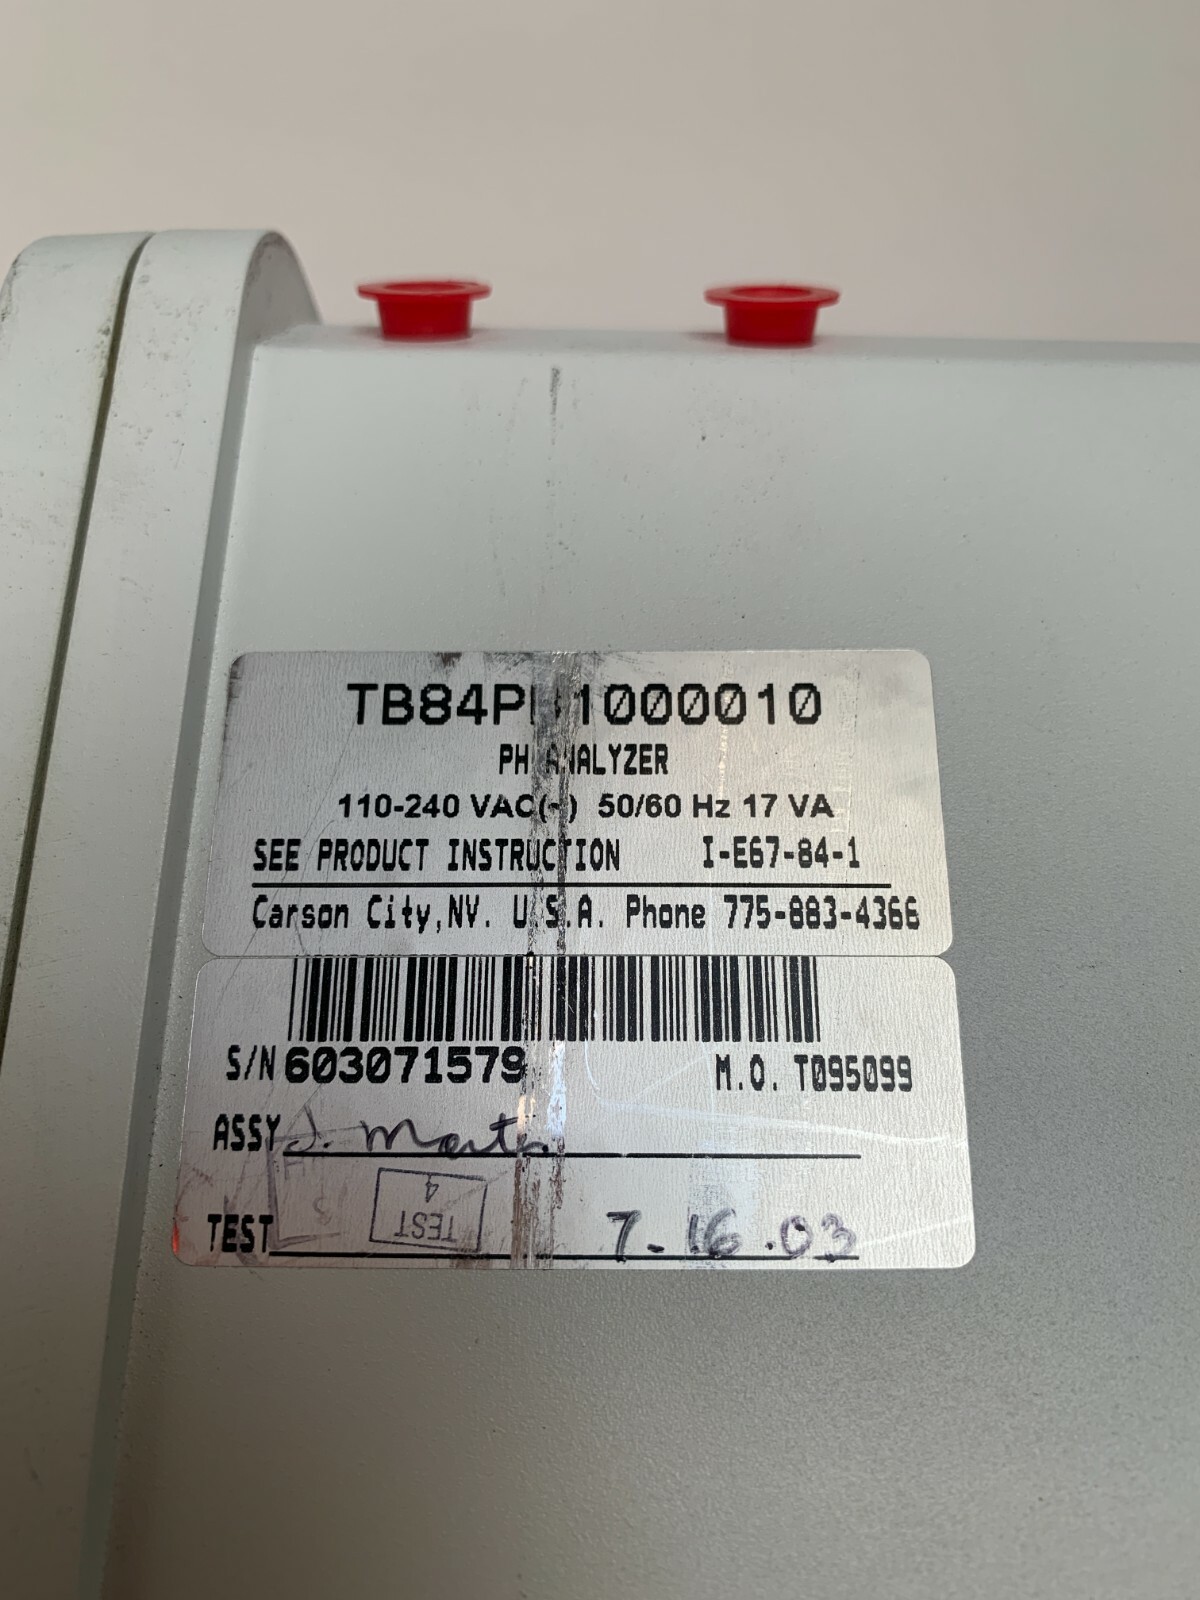 TB84PH1000010
PH ANALYZER
110-240 VAC(~) 50/60 Hz 17 VA
SEE PRODUCT INSTRUCTION I-E67-84-1
Carson City,NV. U.S.A. Phone 775-883-4366
S/N 603071579 M.O. T095099
ASSY J.
TEST TEST 4 7-16.03